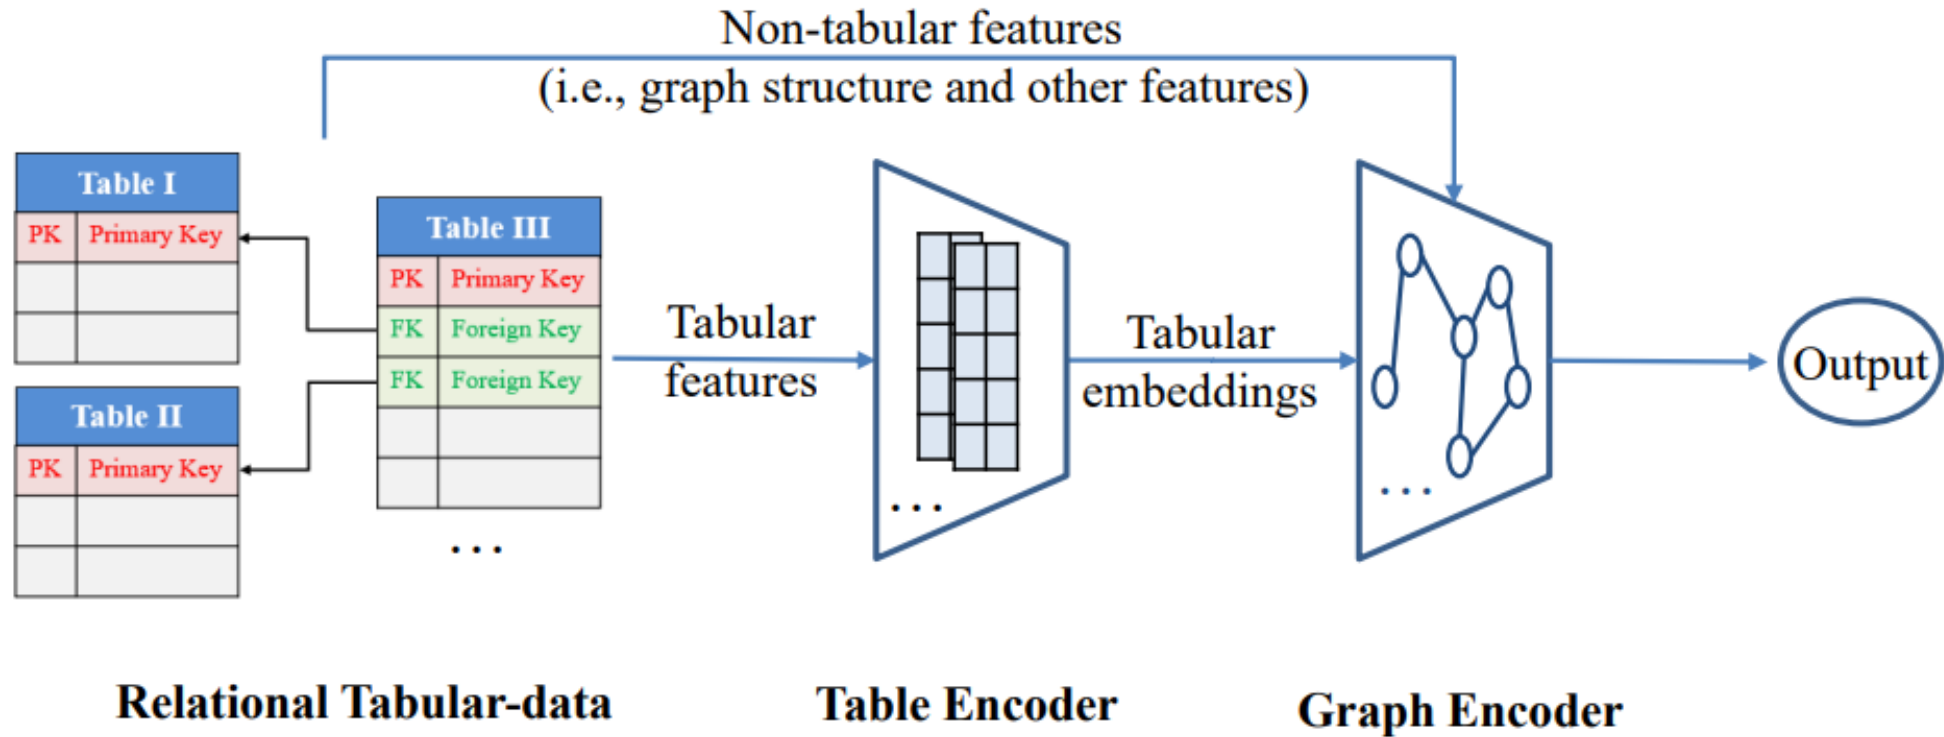 Non-tabular features
(i.e., graph structure and other features)
Table I
PK Primary Key
Table II
PK Primary Key
Table III
PK Primary Key
FK Foreign Key
FK Foreign Key
...
Tabular
features
...
Tabular
embeddings
...
Output
Relational Tabular-data
Table Encoder
Graph Encoder